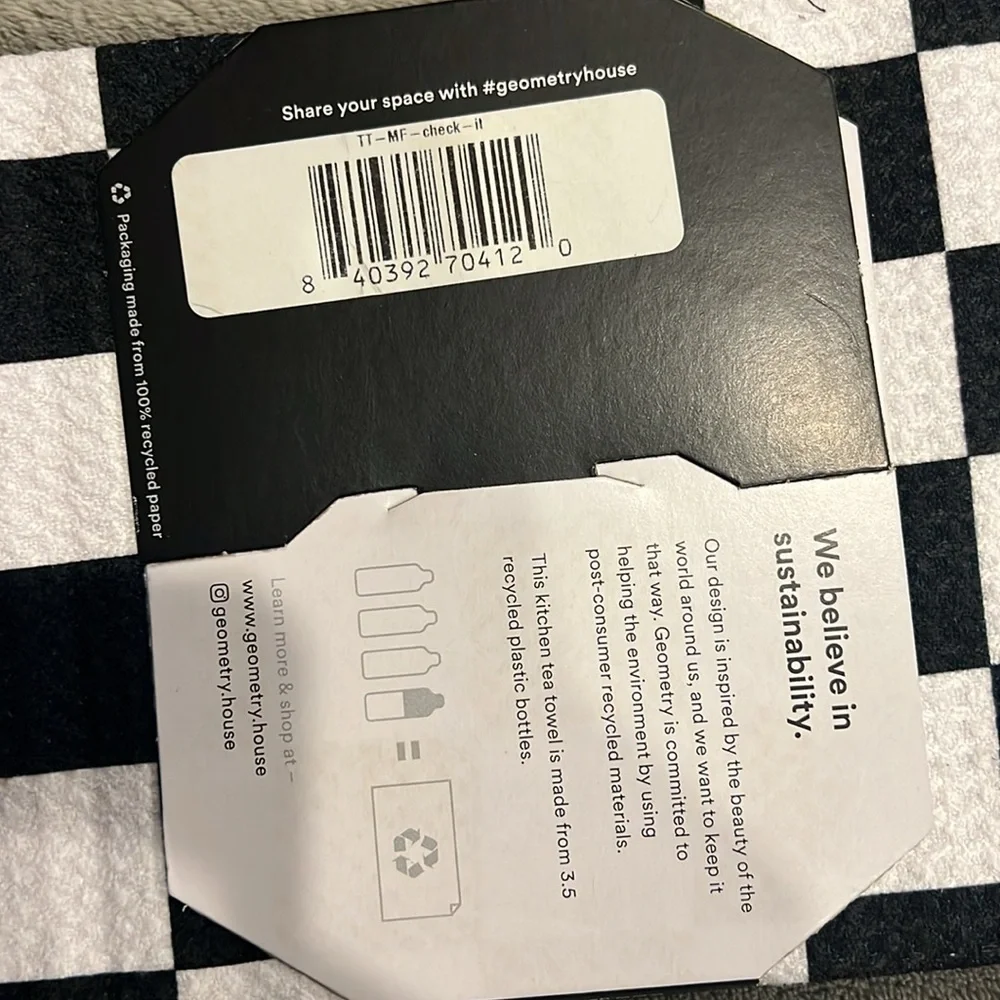 Share your space with #geometryhouse
TT-MF-check-it
8 40392 70412 0
Packaging made from 100% recycled paper
We believe in
sustainability.
Our design is inspired by the beauty of the
world around us, and we want to keep it
that way. Geometry is committed to
helping the environment by using
post-consumer recycled materials.
This kitchen tea towel is made from 3.5
recycled plastic bottles.
=
Learn more & shop at –
www.geometry.house
geometry.house